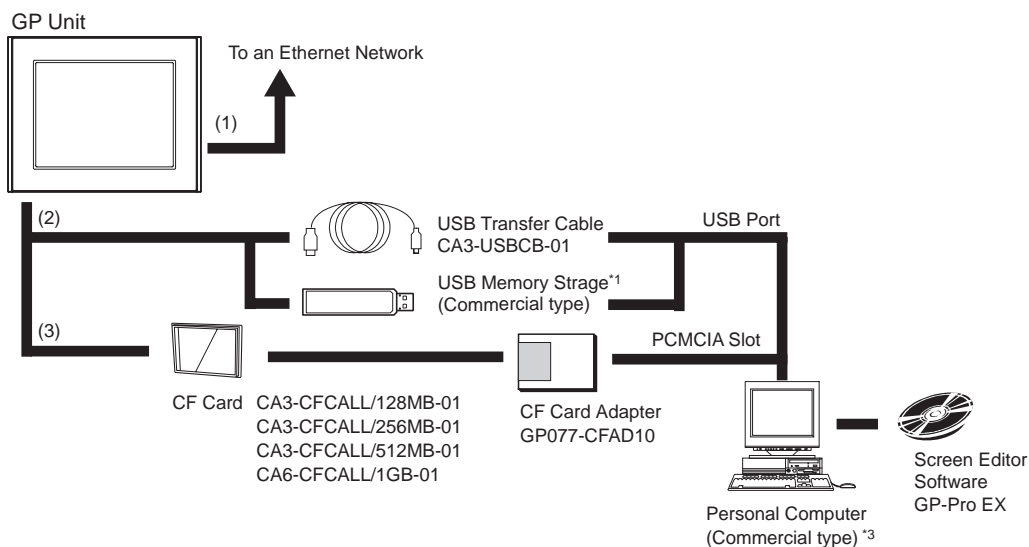 GP Unit
To an Ethernet Network
(1)
(2)
USB Transfer Cable
CA3-USBCB-01
USB Port
USB Memory Strage*1
(Commercial type)
(3)
PCMCIA Slot
CF Card
CA3-CFCALL/128MB-01
CA3-CFCALL/256MB-01
CA3-CFCALL/512MB-01
CA6-CFCALL/1GB-01
CF Card Adapter
GP077-CFAD10
Personal Computer
(Commercial type) *3
Screen Editor
Software
GP-Pro EX